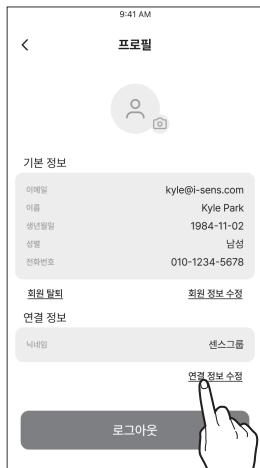 9:41 AM
프로필
기본 정보
이메일 kyle@i-sens.com
이름 Kyle Park
생년월일 1984-11-02
성별 남성
전화번호 010-1234-5678
회원 탈퇴 회원 정보 수정
연결 정보
닉네임 센스그룹
연결 정보 수정
로그아웃